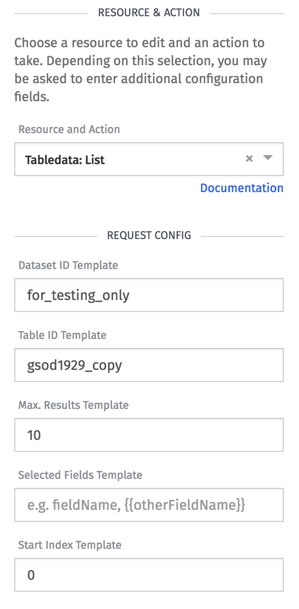 RESOURCE & ACTION
Choose a resource to edit and an action to
take. Depending on this selection, you may
be asked to enter additional configuration
fields.
Resource and Action
Tabledata: List
Documentation
REQUEST CONFIG
Dataset ID Template
for_testing_only
Table ID Template
gsod1929_copy
Max. Results Template
10
Selected Fields Template
e.g. fieldName, {{otherFieldName}}
Start Index Template
0